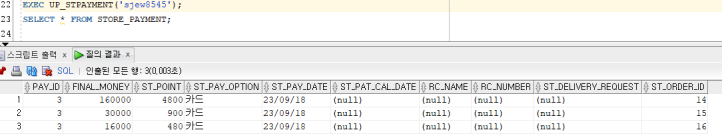 22 EXEC UP_STPAYMENT('sjew8545');
23 SELECT * FROM STORE_PAYMENT;
24
스크립트 출력 × 질의 결과 ×
SQL | 인출된 모든 행: 3(0,003초)
PAY_ID FINAL_MONEY ST_POINT ST_PAY_OPTION ST_PAY_DATE ST_PAT_CAL_DATE RC_NAME RC_NUMBER ST_DELIVERY_REQUEST ST_ORDER_ID
1 3 160000 4800 카드 23/09/18 (null) (null) (null) (null) 14
2 3 30000 900 카드 23/09/18 (null) (null) (null) (null) 15
3 3 16000 480 카드 23/09/18 (null) (null) (null) (null) 16